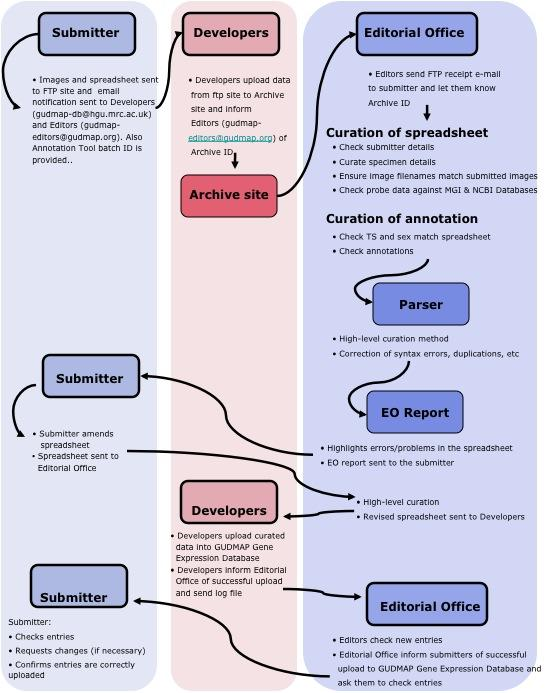 Submitter
• Images and spreadsheet sent
to FTP site and  email
notification sent to Developers
(gudmap-db@hgu.mrc.ac.uk)
and Editors (gudmap-
editors@gudmap.org). Also
Annotation Tool batch ID is
provided..
Developers
• Developers upload data
from ftp site to Archive
site and inform
Editors (gudmap-
editors@gudmap.org) of
Archive ID
Archive site
Editorial Office
• Editors send FTP receipt e-mail
to submitter and let them know
Archive ID
Curation of spreadsheet
• Check submitter details
• Curate specimen details
• Ensure image filenames match submitted images
• Check probe data against MGI & NCBI Databases
Curation of annotation
• Check TS and sex match spreadsheet
• Check annotations
Parser
• High-level curation method
• Correction of syntax errors, duplications, etc
EO Report
• Highlights errors/problems in the spreadsheet
• EO report sent to the submitter
Submitter
• Submitter amends
spreadsheet
• Spreadsheet sent to
Editorial Office
• High-level curation
• Revised spreadsheet sent to Developers
Developers
• Developers upload curated
data into GUDMAP Gene
Expression Database
• Developers inform Editorial
Office of successful upload
and send log file
Editorial Office
• Editors check new entries
• Editorial Office inform submitters of successful
upload to GUDMAP Gene Expression Database and
ask them to check entries
Submitter
Submitter:
• Checks entries
• Requests changes (if necessary)
• Confirms entries are correctly
uploaded